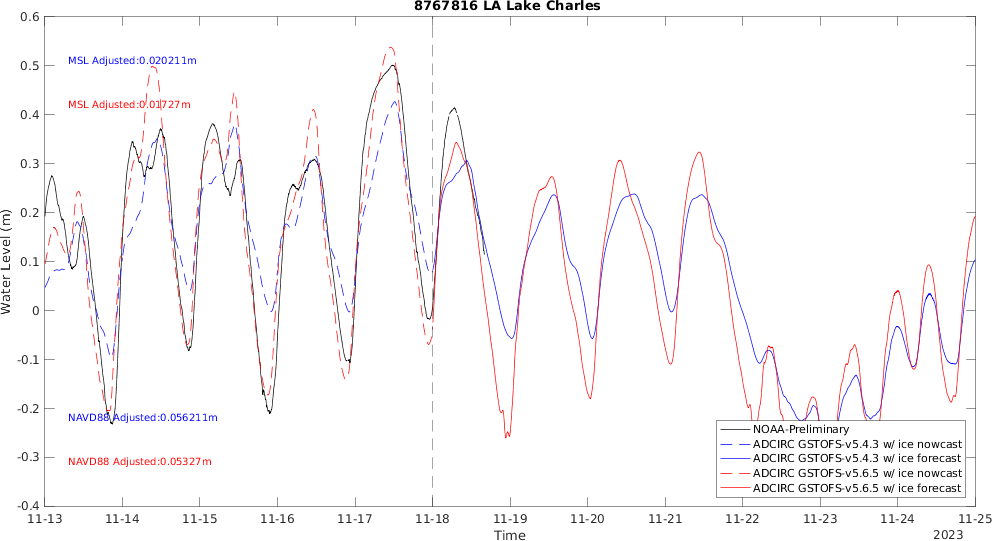 8767816 LA Lake Charles
0.6
0.5
0.4
0.3
0.2
0.1
0
-0.1
-0.2
-0.3
-0.4
Water Level (m)
MSL Adjusted:0.020211m
MSL Adjusted:0.01727m
NAVD88 Adjusted:0.056211m
NAVD88 Adjusted:0.05327m
NOAA-Preliminary
ADCIRC GSTOFS-v5.4.3 w/ ice nowcast
ADCIRC GSTOFS-v5.4.3 w/ ice forecast
ADCIRC GSTOFS-v5.6.5 w/ ice nowcast
ADCIRC GSTOFS-v5.6.5 w/ ice forecast
11-13 11-14 11-15 11-16 11-17 11-18 11-19 11-20 11-21 11-22 11-23 11-24 11-25
Time
2023